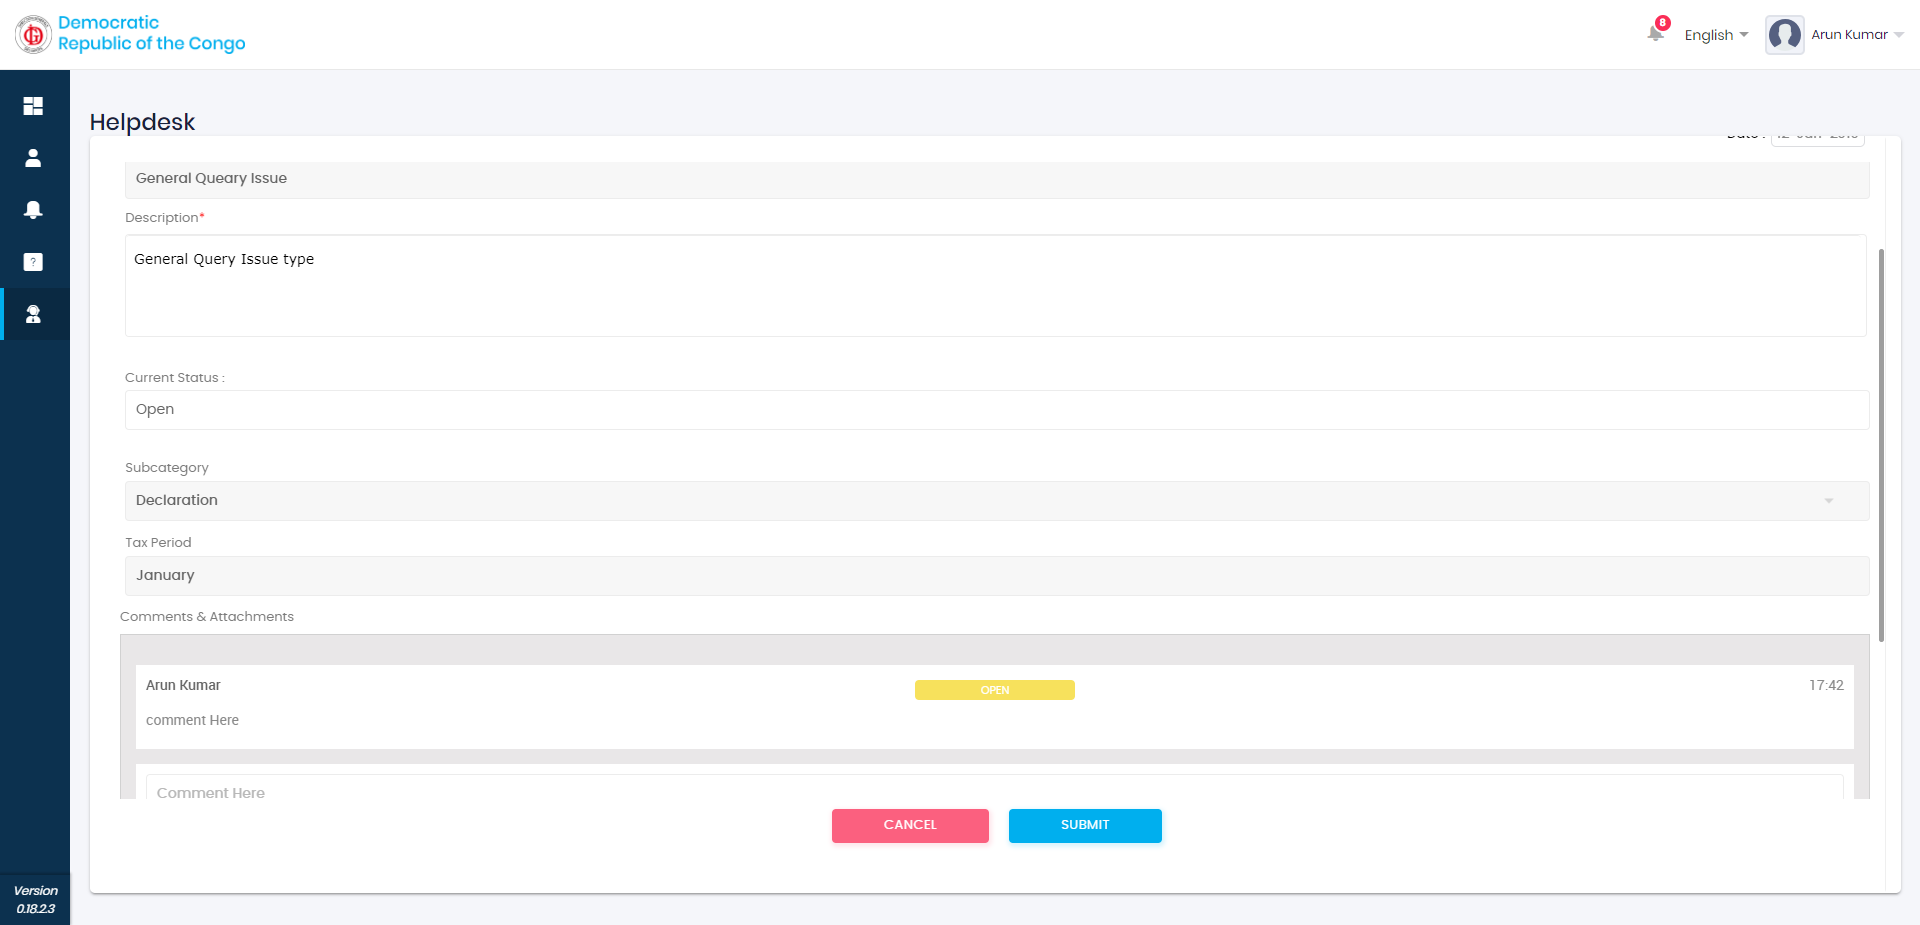 Democratic
Republic of the Congo
8
English
Arun Kumar
Helpdesk
General Queary Issue
Description*
General Query Issue type
Current Status :
Open
Subcategory
Declaration
Tax Period
January
Comments & Attachments
Arun Kumar
OPEN
17:42
comment Here
Comment Here
CANCEL
SUBMIT
Version
0.18.2.3